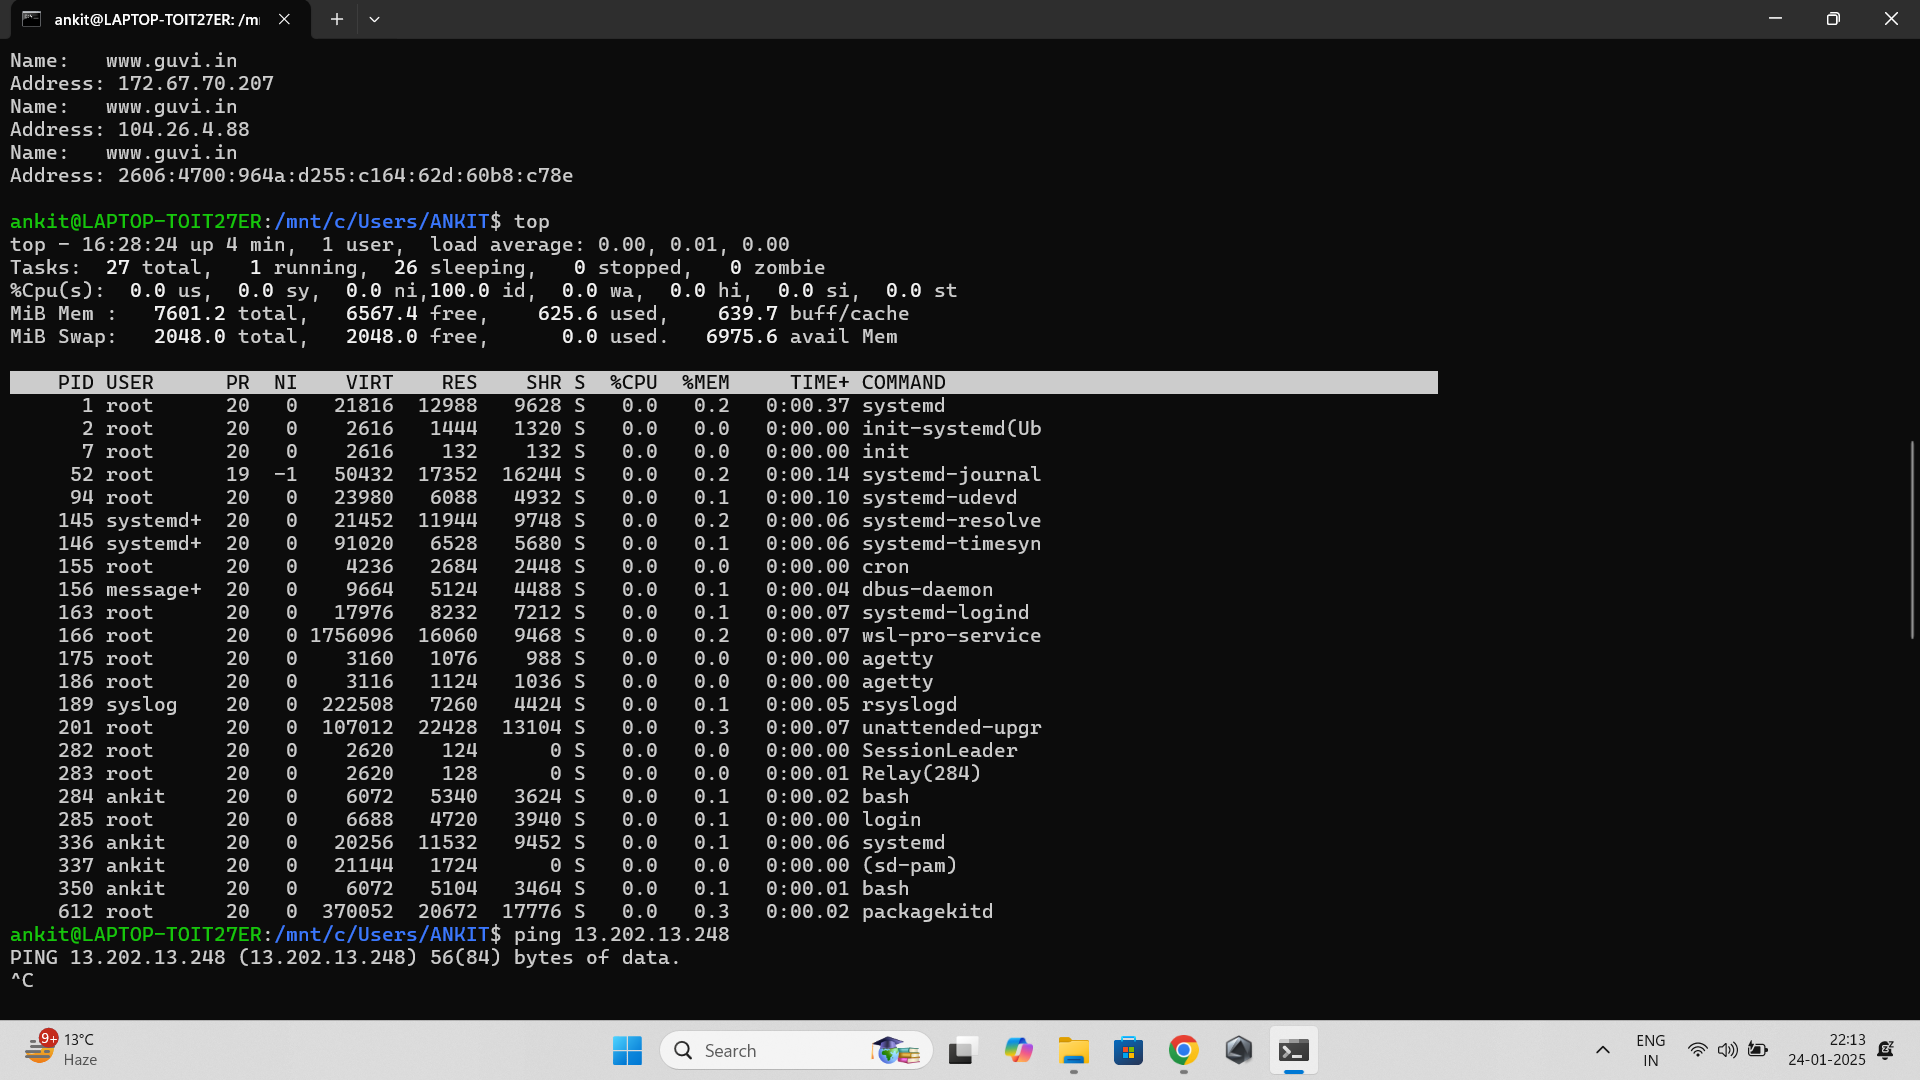 ankit@LAPTOP-TOIT27ER: /m
Name:   www.guvi.in
Address: 172.67.70.207
Name:   www.guvi.in
Address: 104.26.4.88
Name:   www.guvi.in
Address: 2606:4700:964a:d255:c164:62d:60b8:c78e
ankit@LAPTOP-TOIT27ER:/mnt/c/Users/ANKIT$ top
top - 16:28:24 up 4 min,  1 user,  load average: 0.00, 0.01, 0.00
Tasks:  27 total,   1 running,  26 sleeping,   0 stopped,   0 zombie
%Cpu(s):  0.0 us,  0.0 sy,  0.0 ni,100.0 id,  0.0 wa,  0.0 hi,  0.0 si,  0.0 st
MiB Mem :   7601.2 total,   6567.4 free,    625.6 used,    639.7 buff/cache
MiB Swap:   2048.0 total,   2048.0 free,      0.0 used.   6975.6 avail Mem
PID USER      PR  NI    VIRT    RES    SHR S  %CPU  %MEM     TIME+ COMMAND
1 root      20   0   21816  12988   9628 S   0.0   0.2   0:00.37 systemd
2 root      20   0    2616   1444   1320 S   0.0   0.0   0:00.00 init-systemd(Ub
7 root      20   0    2616    132    132 S   0.0   0.0   0:00.00 init
52 root      19  -1   50432  17352  16244 S   0.0   0.2   0:00.14 systemd-journal
94 root      20   0   23980   6088   4932 S   0.0   0.1   0:00.10 systemd-udevd
145 systemd+  20   0   21452  11944   9748 S   0.0   0.2   0:00.06 systemd-resolve
146 systemd+  20   0   91020   6528   5680 S   0.0   0.1   0:00.06 systemd-timesyn
155 root      20   0    4236   2684   2448 S   0.0   0.0   0:00.00 cron
156 message+  20   0    9664   5124   4488 S   0.0   0.1   0:00.04 dbus-daemon
163 root      20   0   17976   8232   7212 S   0.0   0.1   0:00.07 systemd-logind
166 root      20   0 1756096  16060   9468 S   0.0   0.2   0:00.07 wsl-pro-service
175 root      20   0    3160   1076    988 S   0.0   0.0   0:00.00 agetty
186 root      20   0    3116   1124   1036 S   0.0   0.0   0:00.00 agetty
189 syslog    20   0  222508   7260   4424 S   0.0   0.1   0:00.05 rsyslogd
201 root      20   0  107012  22428  13104 S   0.0   0.3   0:00.07 unattended-upgr
282 root      20   0    2620    124      0 S   0.0   0.0   0:00.00 SessionLeader
283 root      20   0    2620    128      0 S   0.0   0.0   0:00.01 Relay(284)
284 ankit     20   0    6072   5340   3624 S   0.0   0.1   0:00.02 bash
285 root      20   0    6688   4720   3940 S   0.0   0.1   0:00.00 login
336 ankit     20   0   20256  11532   9452 S   0.0   0.1   0:00.06 systemd
337 ankit     20   0   21144   1724      0 S   0.0   0.0   0:00.00 (sd-pam)
350 ankit     20   0    6072   5104   3464 S   0.0   0.1   0:00.01 bash
612 root      20   0  370052  20672  17776 S   0.0   0.3   0:00.02 packagekitd
ankit@LAPTOP-TOIT27ER:/mnt/c/Users/ANKIT$ ping 13.202.13.248
PING 13.202.13.248 (13.202.13.248) 56(84) bytes of data.
^C
9+
13°C
Haze
Search
ENG
IN
22:13
24-01-2025